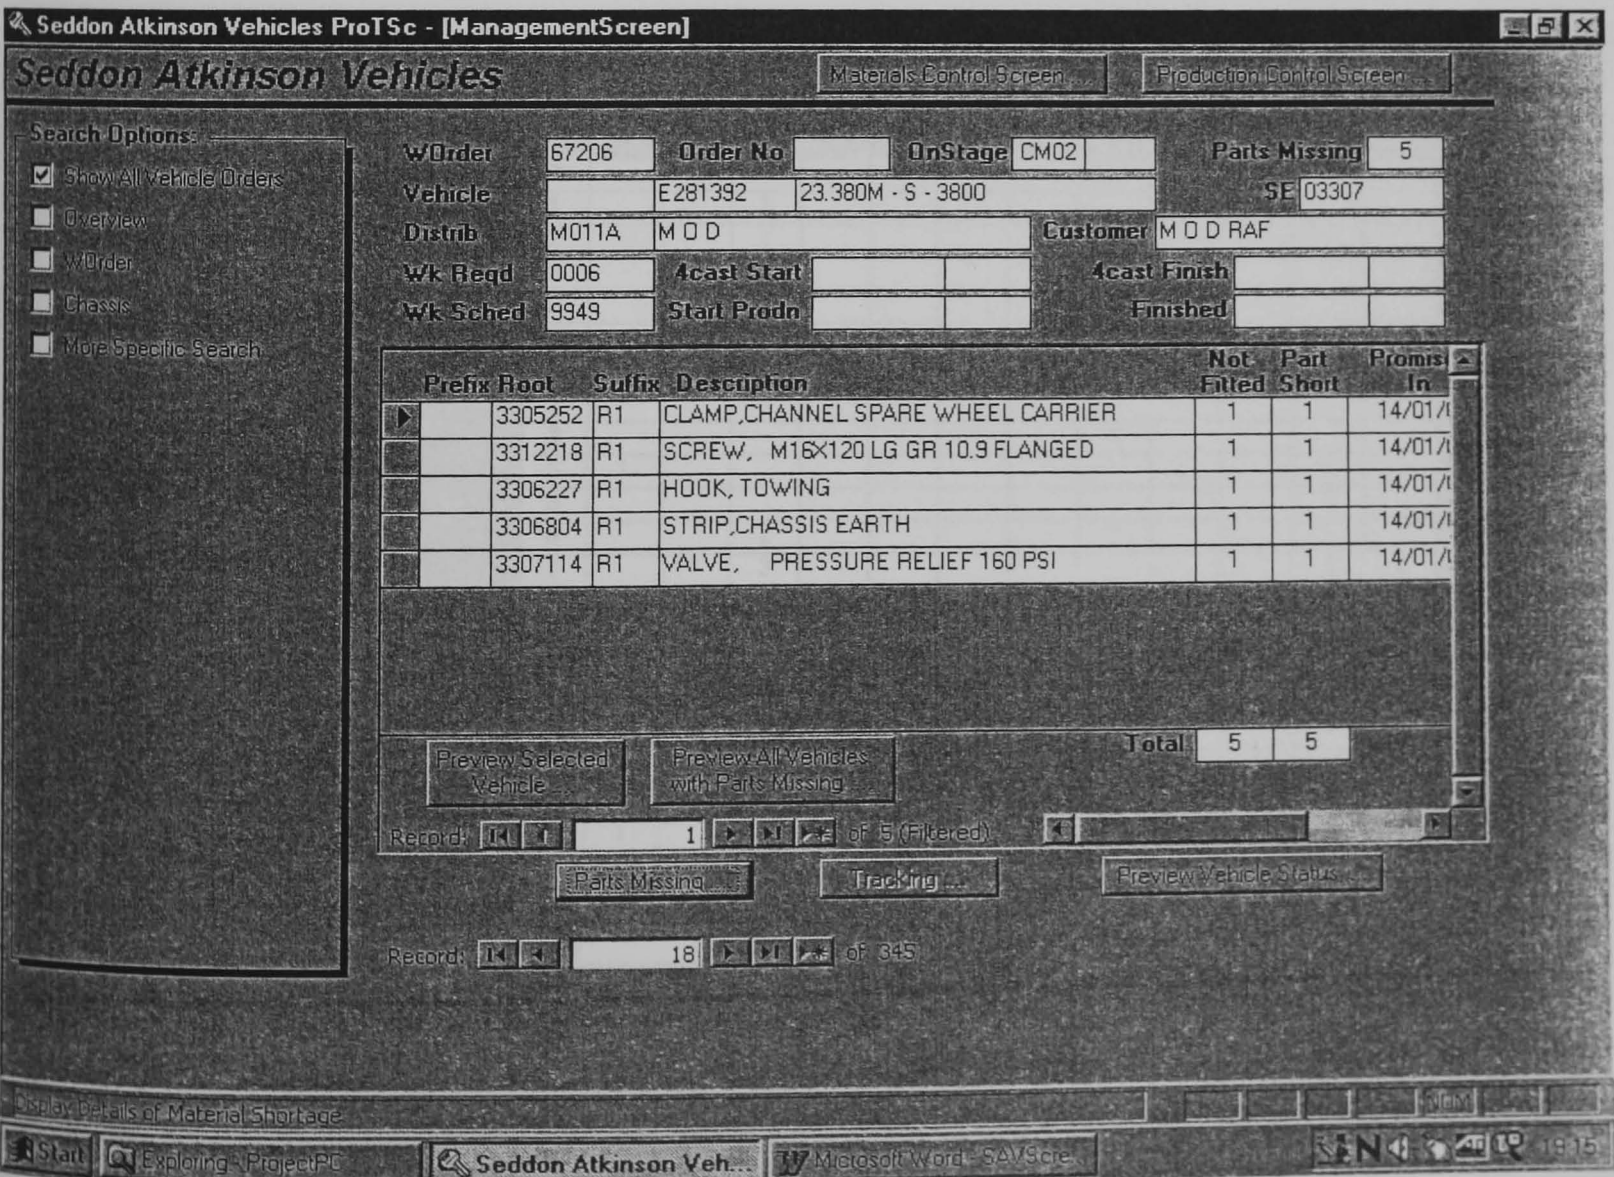 Seddon Atkinson Vehicles ProTSc - [ManagementScreen]
Seddon Atkinson Vehicles
Materials Control Screen ...
Production Control Screen ...
Search Options:
Show All Vehicle Orders
Overview
WOrder
Chassis
More Specific Search
WOrder 67206 Order No OnStage CM02 Parts Missing 5
Vehicle E281392 23.380M - S - 3800 SE 03307
Distrib M011A M O D Customer M O D RAF
Wk Reqd 0006 4cast Start 4cast Finish
Wk Sched 9949 Start Prodn Finished
Prefix Root Suffix Description Not Fitted Part Short Promis In
3305252 R1 CLAMP,CHANNEL SPARE WHEEL CARRIER 1 1 14/01/
3312218 R1 SCREW, M16X120 LG GR 10.9 FLANGED 1 1 14/01/
3306227 R1 HOOK, TOWING 1 1 14/01/
3306804 R1 STRIP,CHASSIS EARTH 1 1 14/01/
3307114 R1 VALVE, PRESSURE RELIEF 160 PSI 1 1 14/01/
Total 5 5
Preview Selected
Vehicle ...
Preview All Vehicles
with Parts Missing ...
Record: 1 of 5 (Filtered)
Parts Missing ... Tracking ... Preview Vehicle Status ...
Record: 18 of 345
Display Details of Material Shortage
NUM
Start Exploring - ProjectPC Seddon Atkinson Veh... Microsoft Word - SAVScre... 19:15